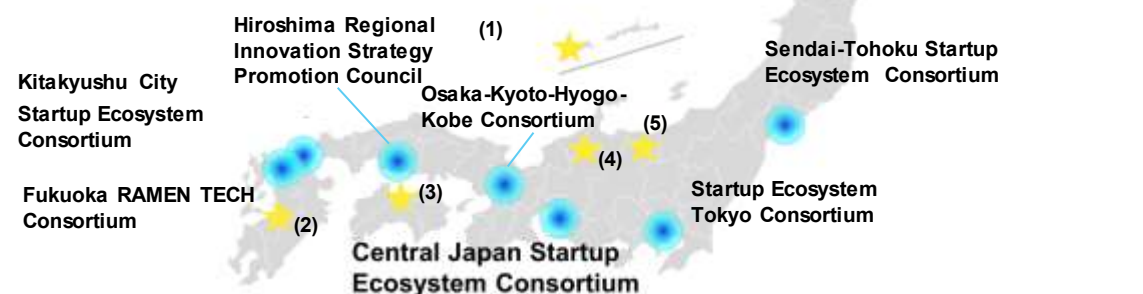 Hiroshima Regional
Innovation Strategy
Promotion Council
(1)
Sendai-Tohoku Startup
Ecosystem Consortium
Kitakyushu City
Startup Ecosystem
Consortium
Osaka-Kyoto-Hyogo-
Kobe Consortium
(5)
(4)
Fukuoka RAMEN TECH
Consortium
(2)
(3)
Startup Ecosystem
Tokyo Consortium
Central Japan Startup
Ecosystem Consortium